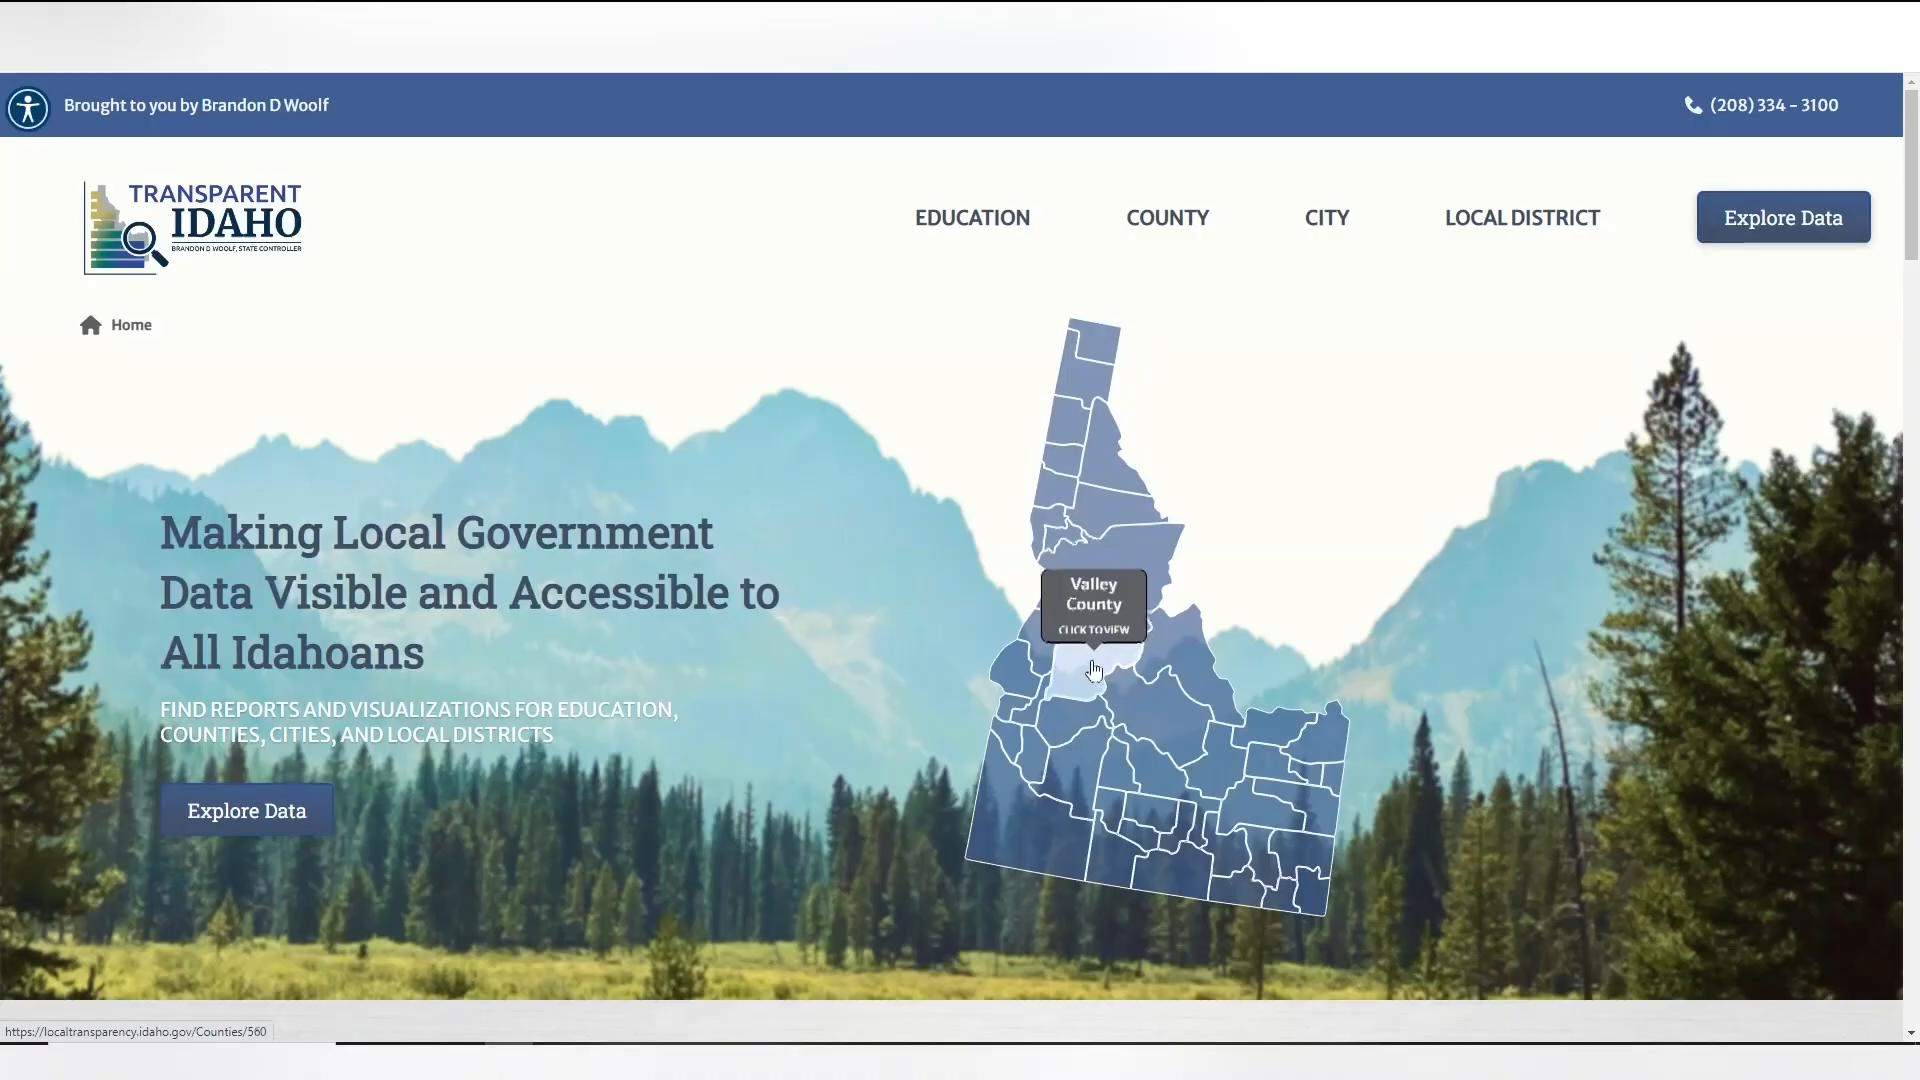 Brought to you by Brandon D Woolf
(208) 334 - 3100
TRANSPARENT
IDAHO
BRANDON D WOOLF, STATE CONTROLLER
EDUCATION
COUNTY
CITY
LOCAL DISTRICT
Explore Data
Home
Making Local Government
Data Visible and Accessible to
All Idahoans
FIND REPORTS AND VISUALIZATIONS FOR EDUCATION,
COUNTIES, CITIES, AND LOCAL DISTRICTS
Explore Data
Valley
County
CLICK TO VIEW
https://localtransparency.idaho.gov/Counties/560